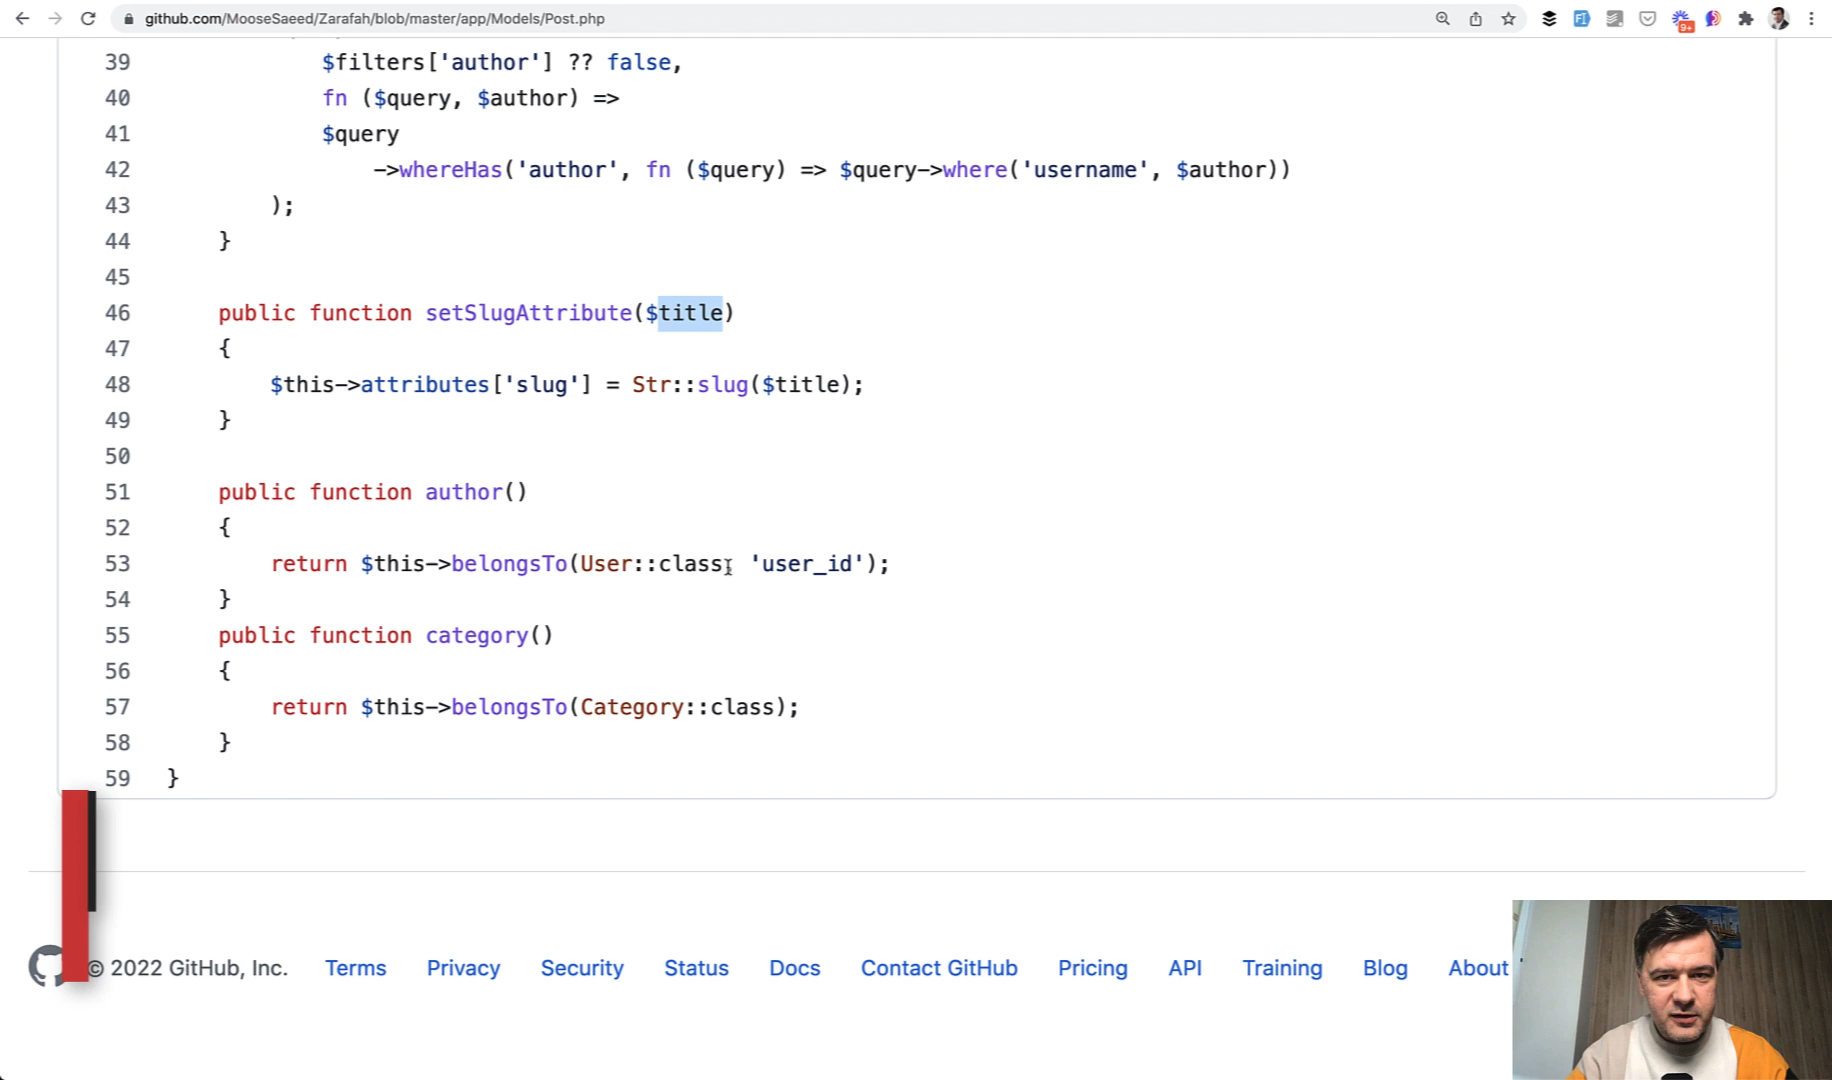 github.com/MooseSaeed/Zarafah/blob/master/app/Models/Post.php
9+
39 $filters['author'] ?? false,
40 fn ($query, $author) =>
41 $query
42 ->whereHas('author', fn ($query) => $query->where('username', $author))
43 );
44 }
45
46 public function setSlugAttribute($title)
47 {
48 $this->attributes['slug'] = Str::slug($title);
49 }
50
51 public function author()
52 {
53 return $this->belongsTo(User::class, 'user_id');
54 }
55 public function category()
56 {
57 return $this->belongsTo(Category::class);
58 }
59 }
© 2022 GitHub, Inc. Terms Privacy Security Status Docs Contact GitHub Pricing API Training Blog About